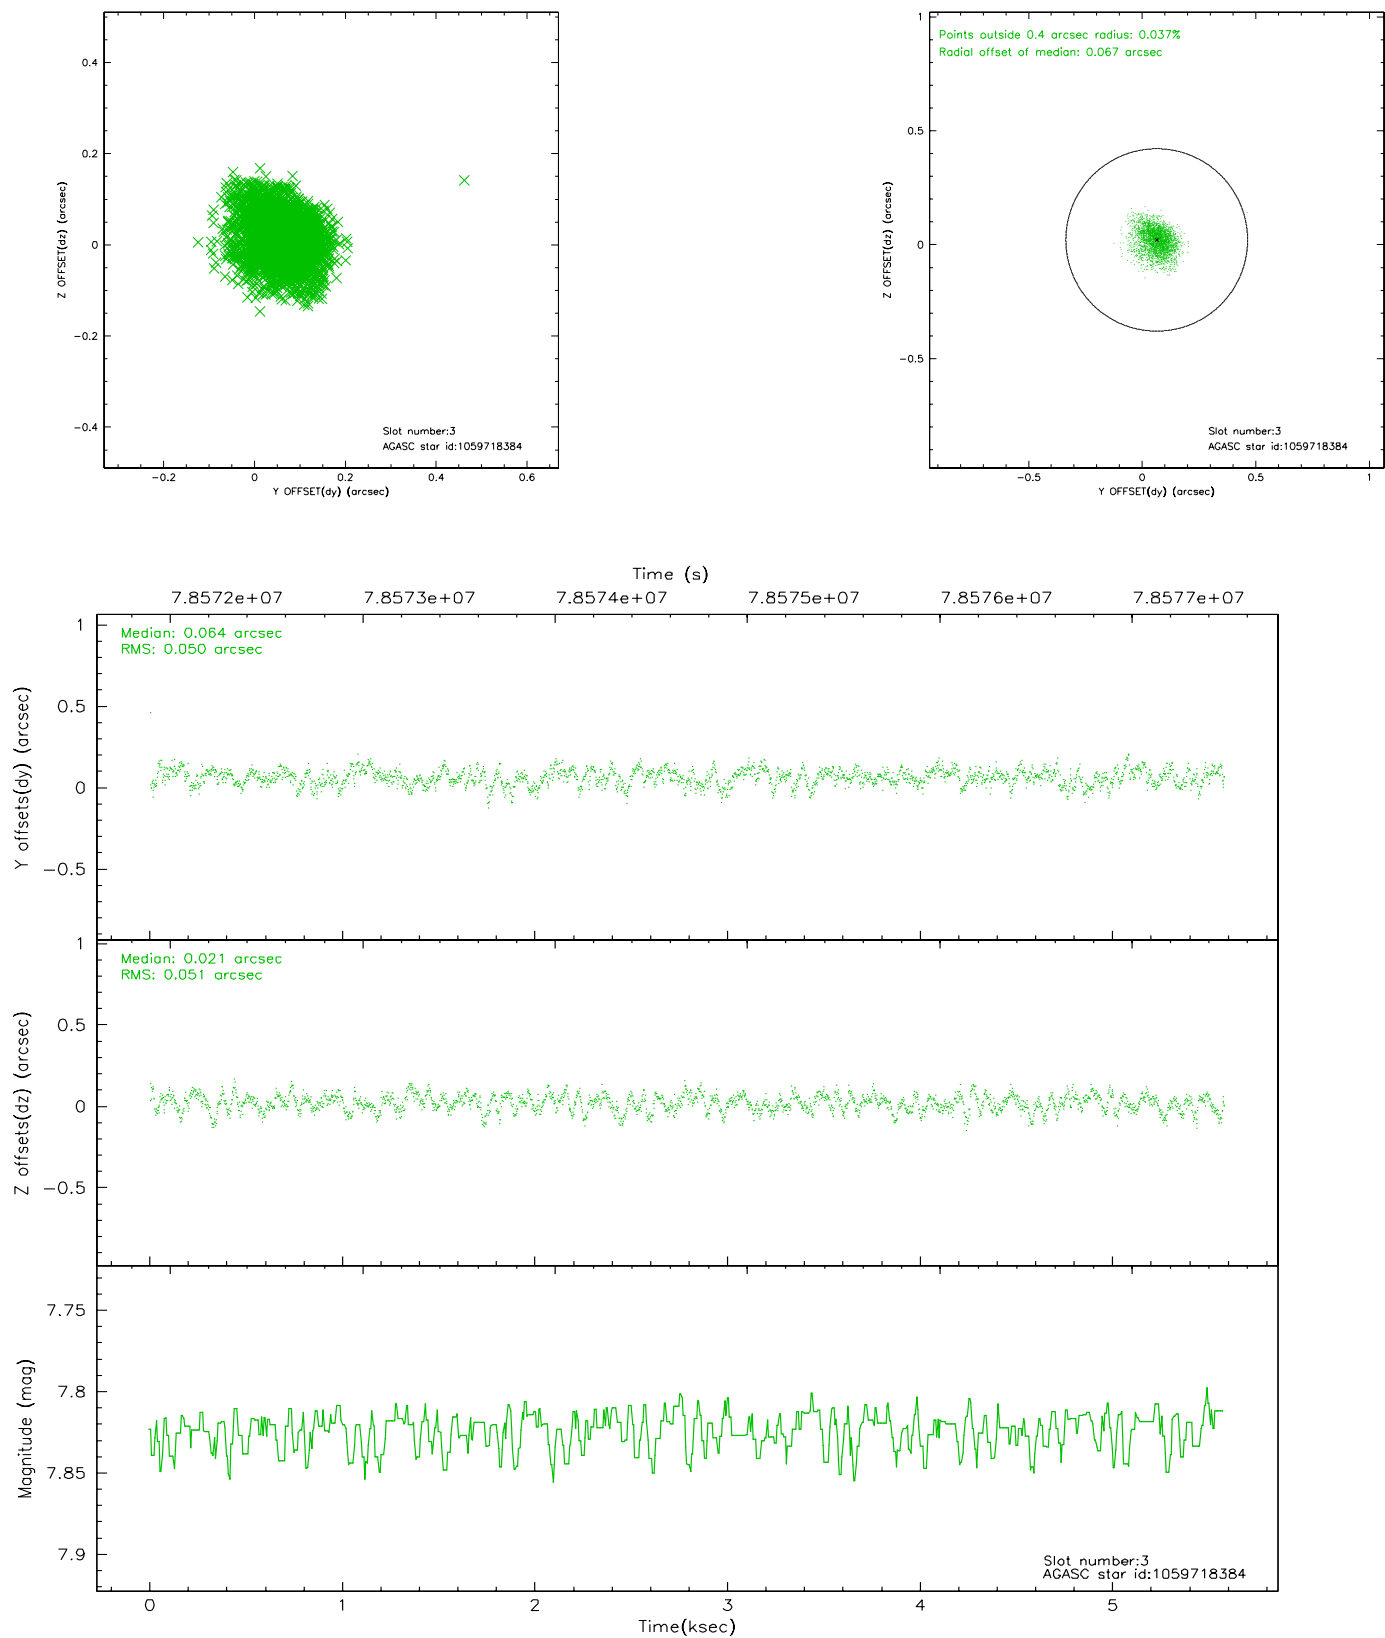 0.4
0.2
0
−0.2
−0.4
Z OFFSET(dz) (arcsec)
Slot number:3
AGASC star id:1059718384
−0.2 0 0.2 0.4 0.6
Y OFFSET(dy) (arcsec)
Points outside 0.4 arcsec radius: 0.037%
Radial offset of median: 0.067 arcsec
1
0.5
0
−0.5
Z OFFSET(dz) (arcsec)
Slot number:3
AGASC star id:1059718384
−0.5 0 0.5 1
Y OFFSET(dy) (arcsec)
Time (s)
7.8572e+07 7.8573e+07 7.8574e+07 7.8575e+07 7.8576e+07 7.8577e+07
Median: 0.064 arcsec
RMS: 0.050 arcsec
1
0.5
0
−0.5
−1
Y offsets(dy) (arcsec)
Median: 0.021 arcsec
RMS: 0.051 arcsec
1
0.5
0
−0.5
Z offsets(dz) (arcsec)
7.75
7.8
7.85
7.9
Magnitude (mag)
Slot number:3
AGASC star id:1059718384
0 1 2 3 4 5
Time(ksec)